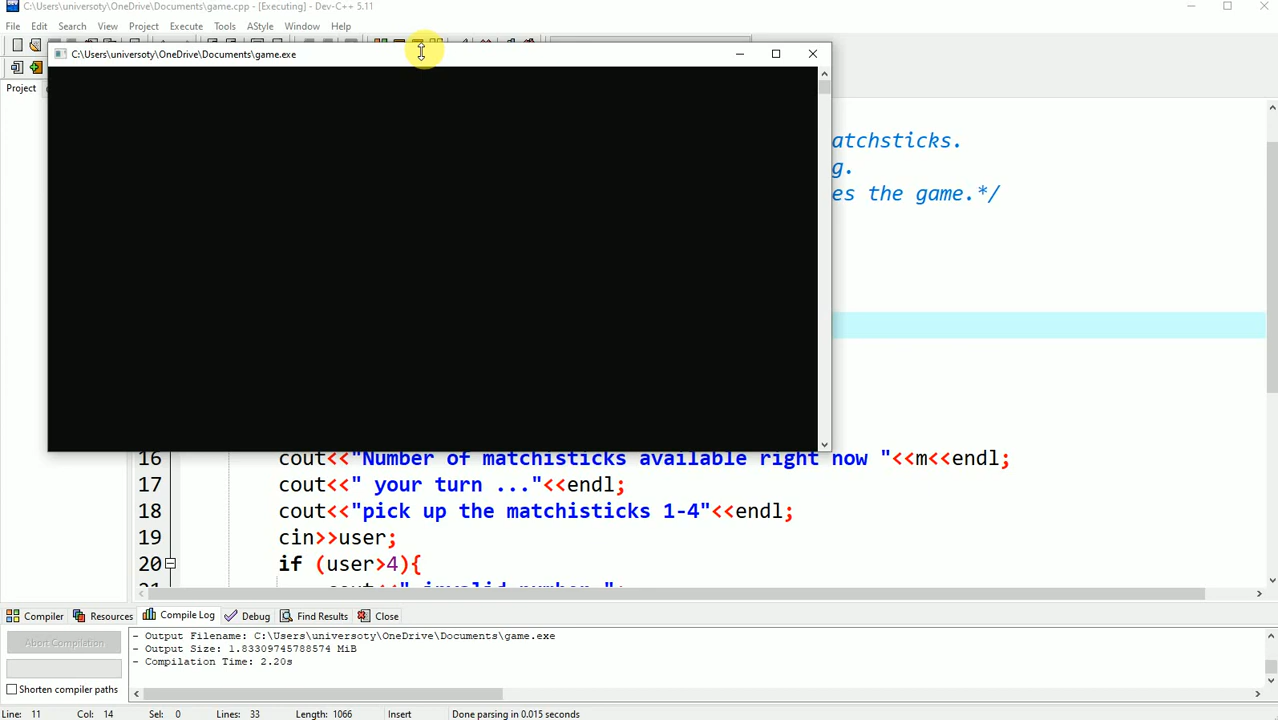 C:\Users\universoty\OneDrive\Documents\game.cpp - [Executing] - Dev-C++ 5.11
File Edit Search View Project Execute Tools AStyle Window Help
C:\Users\universoty\OneDrive\Documents\game.exe
Project
atchsticks.
g.
es the game.*/
16 cout<<"Number of matchisticks available right now "<<m<<endl;
17 cout<<" your turn ..."<<endl;
18 cout<<"pick up the matchisticks 1-4"<<endl;
19 cin>>user;
20 if (user>4){
21 cout<<" invalid number ";
Compiler Resources Compile Log Debug Find Results Close
Abort Compilation
Shorten compiler paths
- Output Filename: C:\Users\universoty\OneDrive\Documents\game.exe
- Output Size: 1.83309745788574 MiB
- Compilation Time: 2.20s
Line: 11 Col: 14 Sel: 0 Lines: 33 Length: 1066 Insert Done parsing in 0.015 seconds